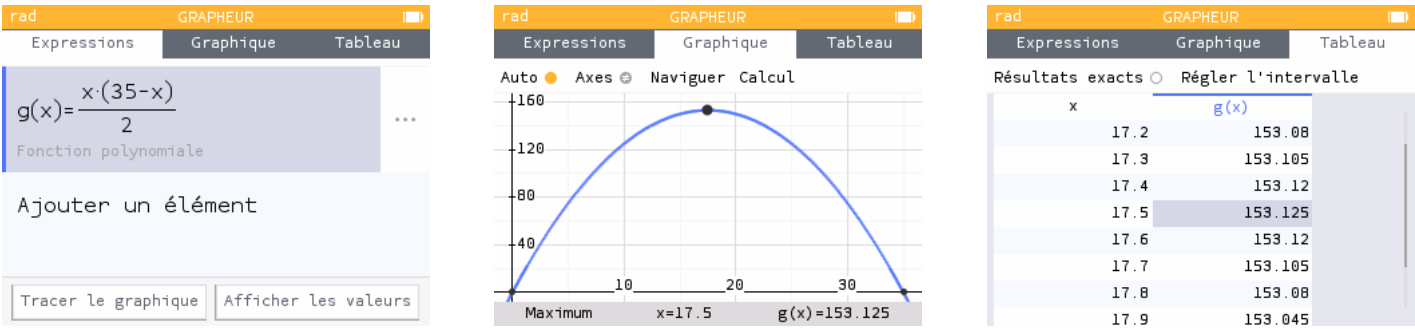 rad GRAPHEUR
Expressions Graphique Tableau
g(x)=x·(35-x)/2
Fonction polynomiale
...
Ajouter un élément
Tracer le graphique Afficher les valeurs
rad GRAPHEUR
Expressions Graphique Tableau
Auto Axes Naviguer Calcul
160
120
80
40
10 20 30
0
Maximum x=17.5 g(x)=153.125
rad GRAPHEUR
Expressions Graphique Tableau
Résultats exacts Régler l'intervalle
x g(x)
17.2 153.08
17.3 153.105
17.4 153.12
17.5 153.125
17.6 153.12
17.7 153.105
17.8 153.08
17.9 153.045